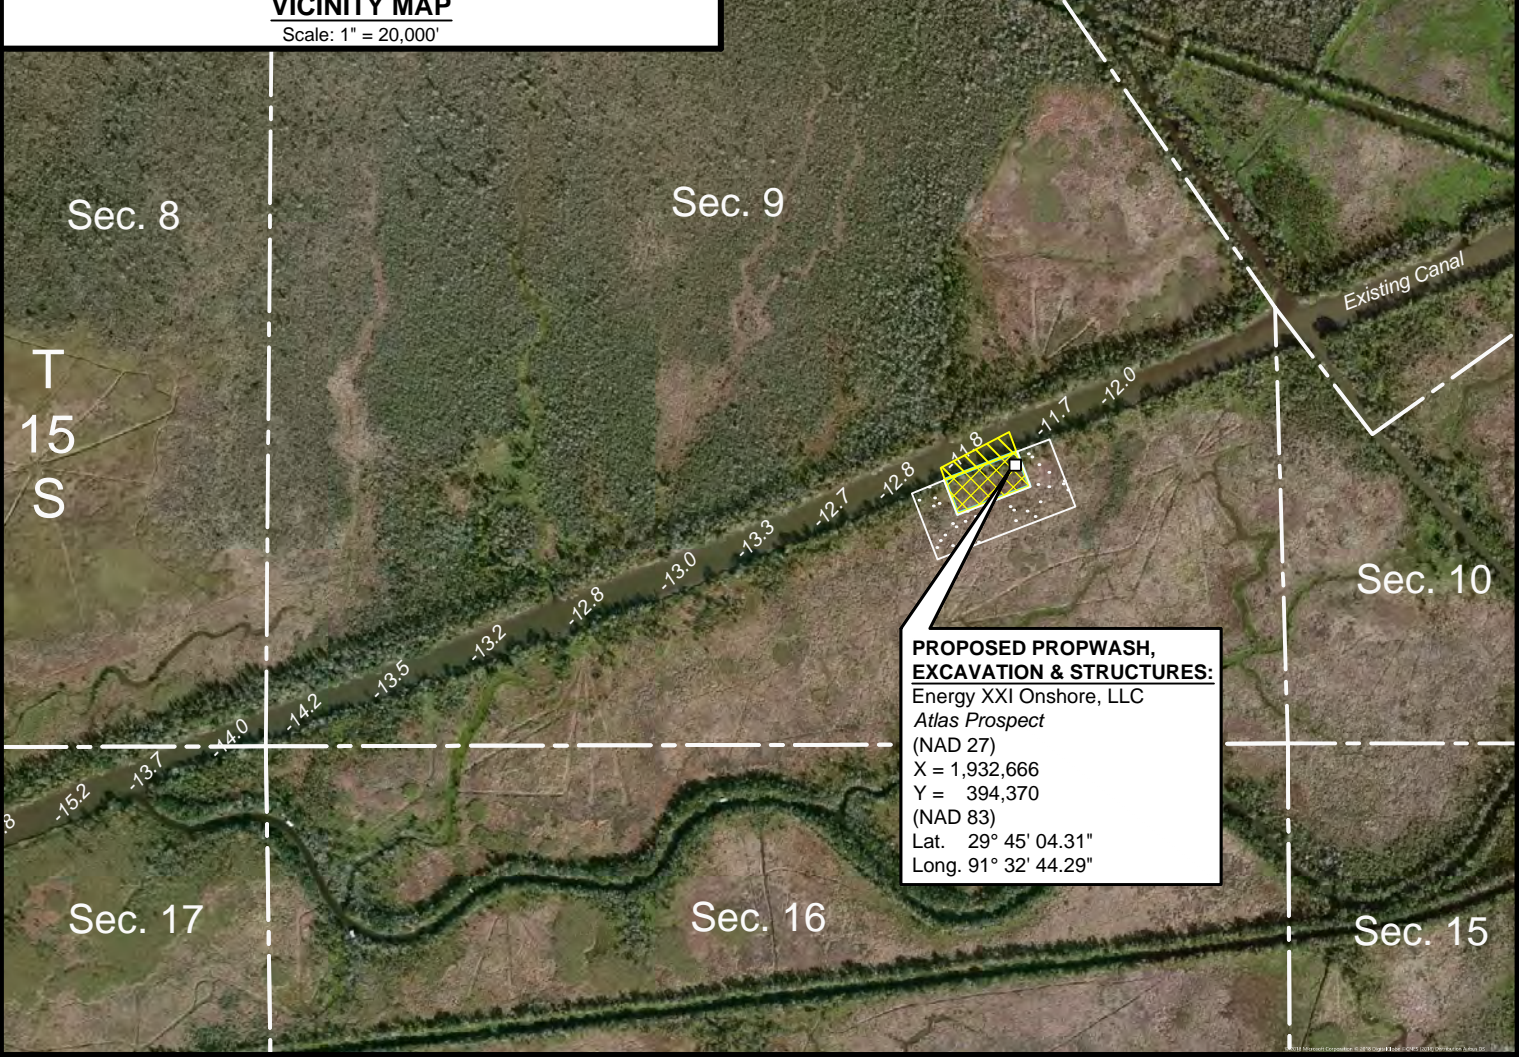 VICINITY MAP
Scale: 1" = 20,000'
Sec. 8
Sec. 9
Existing Canal
T
15
S
-12.0
-11.7
-11.8
-12.8
-12.7
-13.3
-13.0
-12.8
-13.2
-13.5
-14.2
-14.0
-13.7
-15.2
8
Sec. 10
PROPOSED PROPWASH,
EXCAVATION & STRUCTURES:
Energy XXI Onshore, LLC
Atlas Prospect
(NAD 27)
X = 1,932,666
Y = 394,370
(NAD 83)
Lat. 29° 45' 04.31"
Long. 91° 32' 44.29"
Sec. 17
Sec. 16
Sec. 15